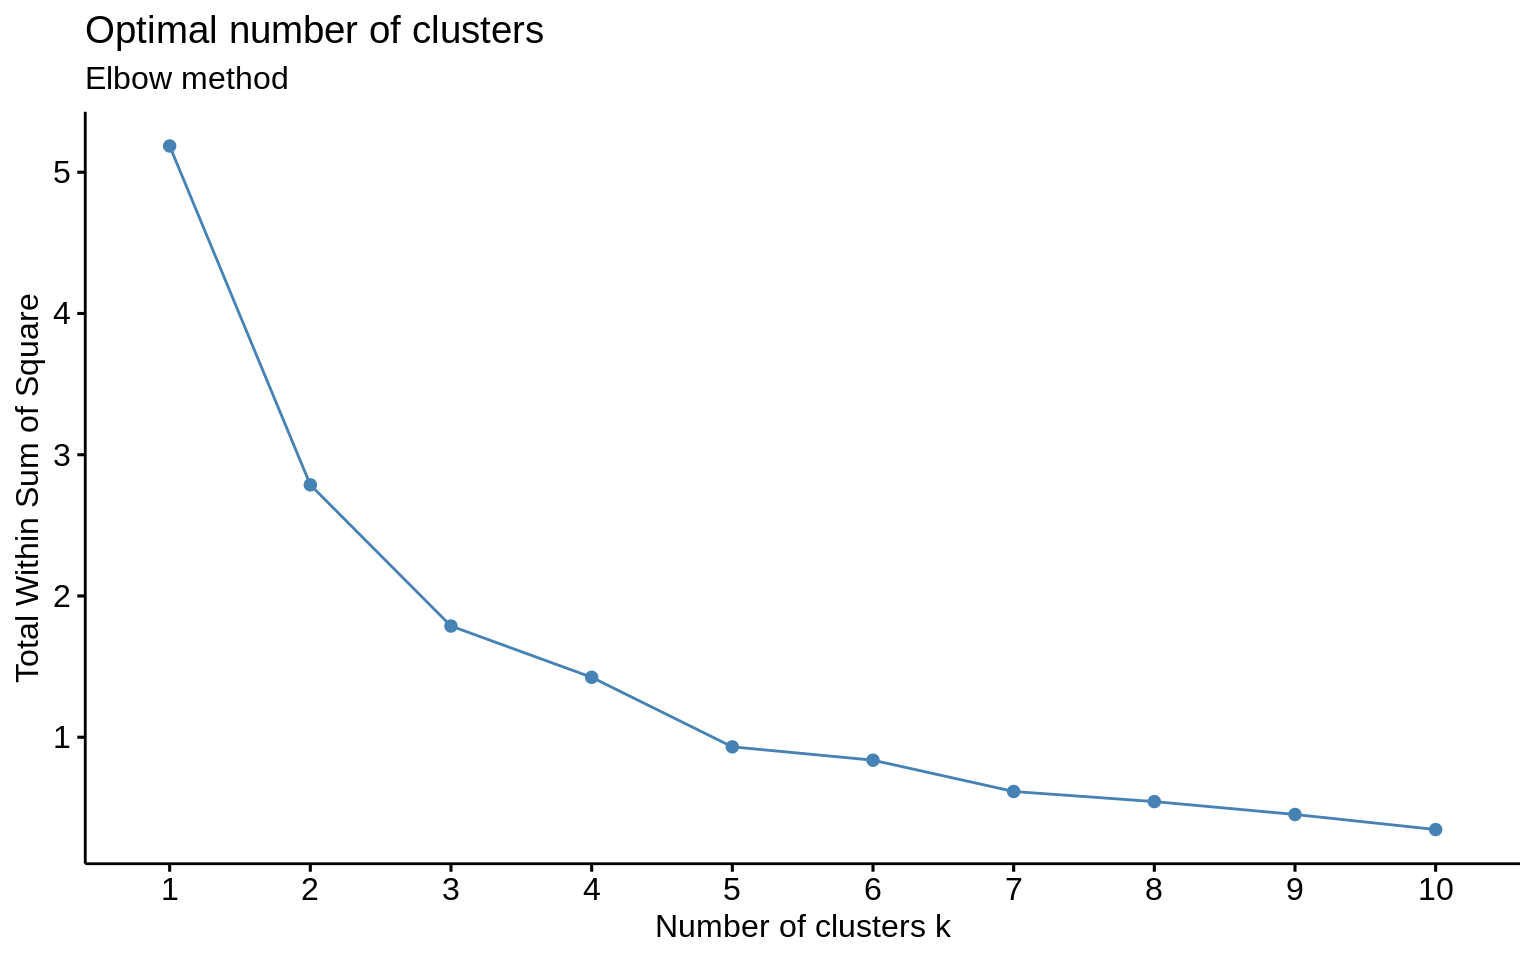 Optimal number of clusters
Elbow method
5
4
3
2
1
Total Within Sum of Square
1 2 3 4 5 6 7 8 9 10
Number of clusters k